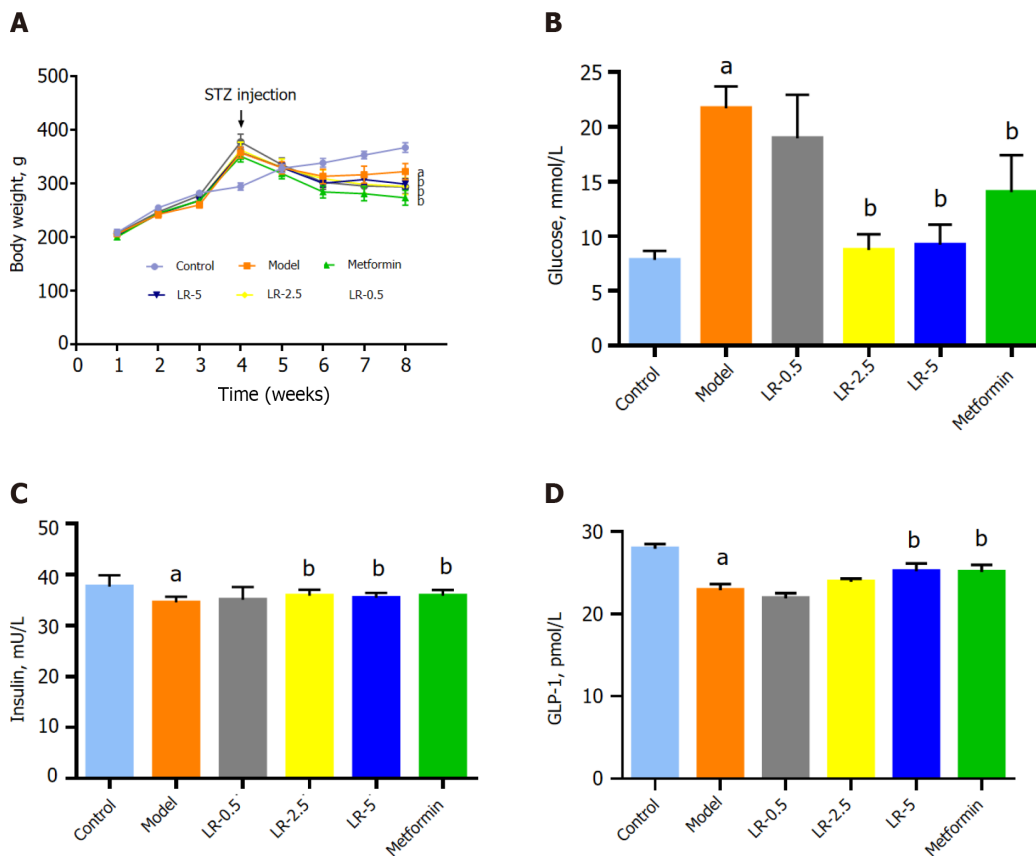 A
500
400
300
200
100
0
Body weight, g
STZ injection
a
b
b
b
Control
Model
Metformin
LR-5
LR-2.5
LR-0.5
0 1 2 3 4 5 6 7 8
Time (weeks)
B
25
20
15
10
5
0
Glucose, mmol/L
a
b
b
b
Control
Model
LR-0.5
LR-2.5
LR-5
Metformin
C
50
40
30
20
10
0
Insulin, mU/L
a
b
b
b
Control
Model
LR-0.5
LR-2.5
LR-5
Metformin
D
30
20
10
0
GLP-1, pmol/L
a
b
b
Control
Model
LR-0.5
LR-2.5
LR-5
Metformin